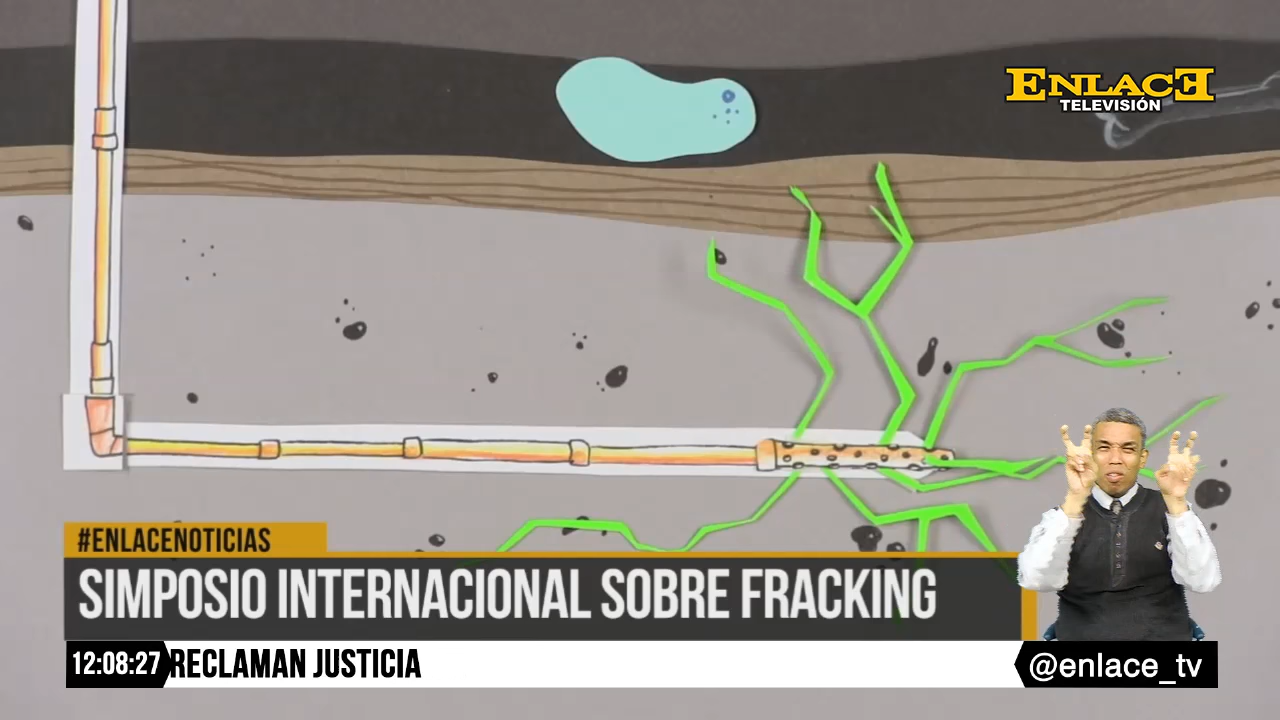 ENLACE
TELEVISIÓN
#ENLACENOTICIAS
SIMPOSIO INTERNACIONAL SOBRE FRACKING
12:08:27 RECLAMAN JUSTICIA
@enlace_tv